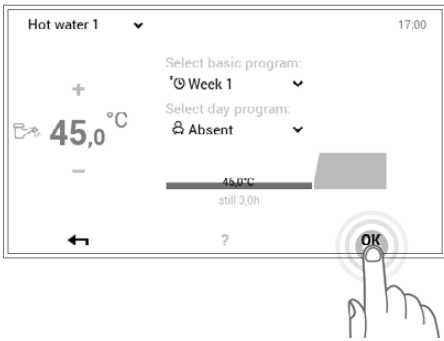 Hot water 1
17:00
Select basic program:
Week 1
Select day program:
Absent
+
45,0°C
−
45,0°C
still 3,0h
?
OK